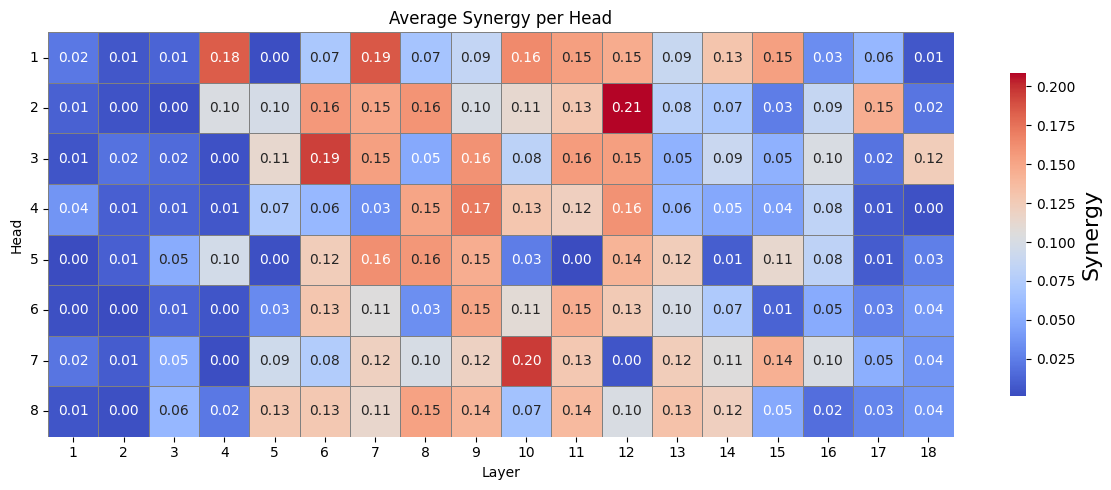 Average Synergy per Head
1 0.02 0.01 0.01 0.18 0.00 0.07 0.19 0.07 0.09 0.16 0.15 0.15 0.09 0.13 0.15 0.03 0.06 0.01
2 0.01 0.00 0.00 0.10 0.10 0.16 0.15 0.16 0.10 0.11 0.13 0.21 0.08 0.07 0.03 0.09 0.15 0.02
3 0.01 0.02 0.02 0.00 0.11 0.19 0.15 0.05 0.16 0.08 0.16 0.15 0.05 0.09 0.05 0.10 0.02 0.12
4 0.04 0.01 0.01 0.01 0.07 0.06 0.03 0.15 0.17 0.13 0.12 0.16 0.06 0.05 0.04 0.08 0.01 0.00
5 0.00 0.01 0.05 0.10 0.00 0.12 0.16 0.16 0.15 0.03 0.00 0.14 0.12 0.01 0.11 0.08 0.01 0.03
6 0.00 0.00 0.01 0.00 0.03 0.13 0.11 0.03 0.15 0.11 0.15 0.13 0.10 0.07 0.01 0.05 0.03 0.04
7 0.02 0.01 0.05 0.00 0.09 0.08 0.12 0.10 0.12 0.20 0.13 0.00 0.12 0.11 0.14 0.10 0.05 0.04
8 0.01 0.00 0.06 0.02 0.13 0.13 0.11 0.15 0.14 0.07 0.14 0.10 0.13 0.12 0.05 0.02 0.03 0.04
1 2 3 4 5 6 7 8 9 10 11 12 13 14 15 16 17 18
Layer
Head
0.200
0.175
0.150
0.125
0.100
0.075
0.050
0.025
Synergy